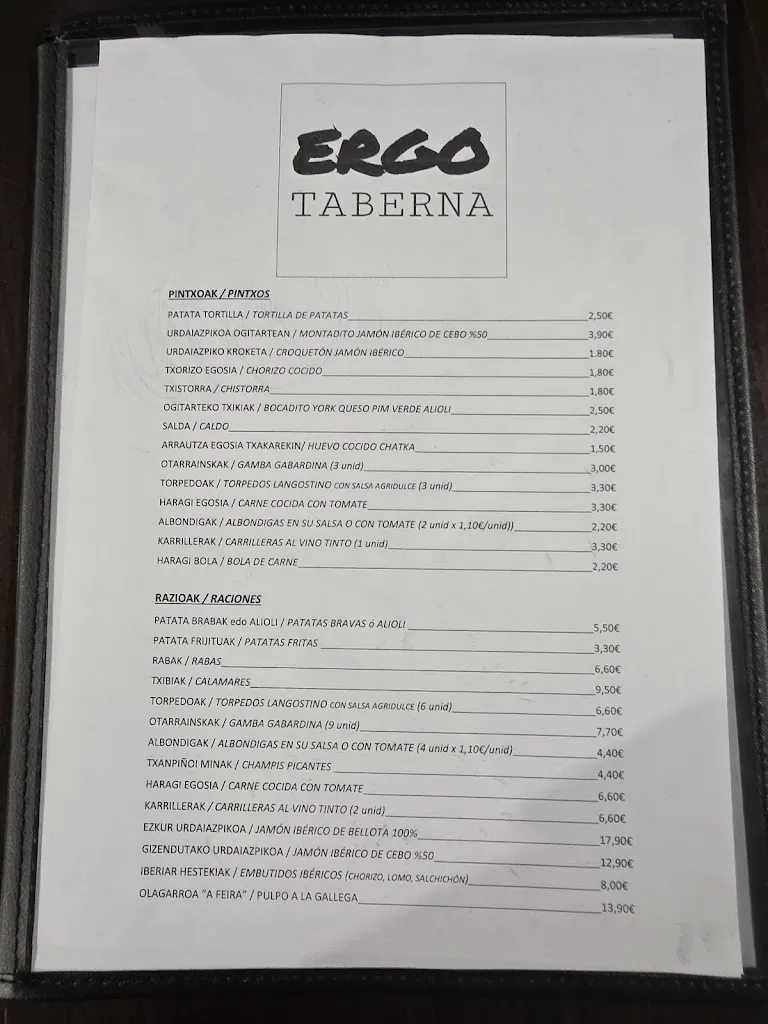 ERGO
TABERNA
PINTXOAK / PINTXOS
PATATA TORTILLA / TORTILLA DE PATATAS 2,50€
URDAIAZPIKOA OGITARTEAN / MONTADITO JAMÓN IBÉRICO DE CEBO %50 3,90€
URDAIAZPIKO KROKETA / CROQUETÓN JAMÓN IBÉRICO 1.80€
TXORIZO EGOSIA / CHORIZO COCIDO 1,80€
TXISTORRA / CHISTORRA 1,80€
OGITARTEKO TXIKIAK / BOCADITO YORK QUESO PIM VERDE ALIOLI 2,50€
SALDA / CALDO 2,20€
ARRAUTZA EGOSIA TXAKAREKIN/ HUEVO COCIDO CHATKA 1,50€
OTARRAINSKAK / GAMBA GABARDINA (3 unid) 3,00€
TORPEDOAK / TORPEDOS LANGOSTINO CON SALSA AGRIDULCE (3 unid) 3,30€
HARAGI EGOSIA / CARNE COCIDA CON TOMATE 3,30€
ALBONDIGAK / ALBONDIGAS EN SU SALSA O CON TOMATE (2 unid x 1,10€/unid)) 2,20€
KARRILLERAK / CARRILLERAS AL VINO TINTO (1 unid) 3,30€
HARAGI BOLA / BOLA DE CARNE 2,20€
RAZIOAK / RACIONES
PATATA BRABAK edo ALIOLI / PATATAS BRAVAS ó ALIOLI 5,50€
PATATA FRIJITUAK / PATATAS FRITAS 3,30€
RABAK / RABAS 6,60€
TXIBIAK / CALAMARES 9,50€
TORPEDOAK / TORPEDOS LANGOSTINO CON SALSA AGRIDULCE (6 unid) 6,60€
OTARRAINSKAK / GAMBA GABARDINA (9 unid) 7,70€
ALBONDIGAK / ALBONDIGAS EN SU SALSA O CON TOMATE (4 unid x 1,10€/unid) 4,40€
TXANPIÑOI MINAK / CHAMPIS PICANTES 4,40€
HARAGI EGOSIA / CARNE COCIDA CON TOMATE 6,60€
KARRILLERAK / CARRILLERAS AL VINO TINTO (2 unid) 6,60€
EZKUR URDAIAZPIKOA / JAMÓN IBÉRICO DE BELLOTA 100% 17,90€
GIZENDUTAKO URDAIAZPIKOA / JAMÓN IBÉRICO DE CEBO %50 12,90€
IBERIAR HESTEKIAK / EMBUTIDOS IBÉRICOS (CHORIZO, LOMO, SALCHICHÓN) 8,00€
OLAGARROA "A FEIRA" / PULPO A LA GALLEGA 13,90€